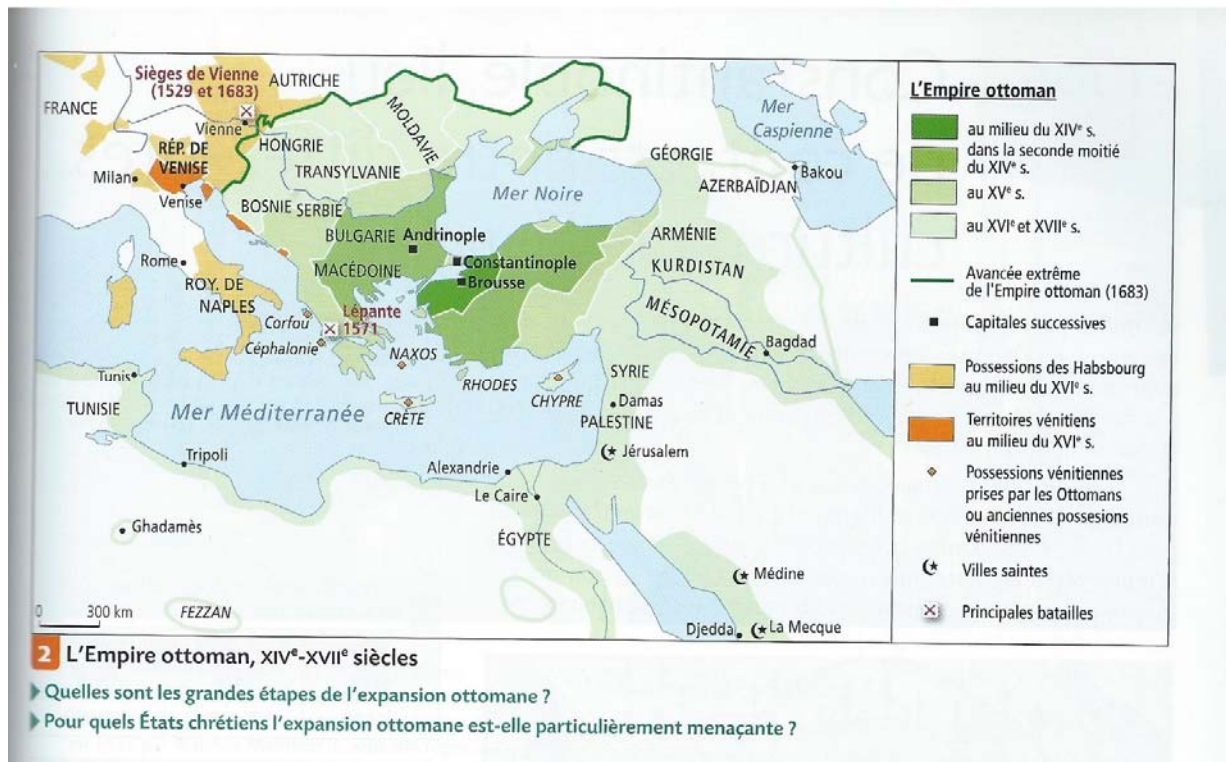 Sièges de Vienne
(1529 et 1683)
AUTRICHE
FRANCE
Vienne
HONGRIE
MOLDAVIE
RÉP. DE
VENISE
TRANSYLVANIE
Milan
Venise
BOSNIE SERBIE
Mer Noire
Mer
Caspienne
GÉORGIE
Bakou
AZERBAÏDJAN
BULGARIE
Andrinople
ARMÉNIE
Constantinople
Rome
MACÉDOINE
KURDISTAN
Brousse
ROY. DE
NAPLES
Lépante
1571
MÉSOPOTAMIE
Corfou
Bagdad
Céphalonie
NAXOS
Tunis
RHODES
SYRIE
CHYPRE
Damas
TUNISIE
Mer Méditerranée
CRÈTE
PALESTINE
Tripoli
Jérusalem
Alexandrie
Le Caire
Ghadamès
ÉGYPTE
Médine
0 300 km
FEZZAN
Djedda
La Mecque
L'Empire ottoman
au milieu du XIVe s.
dans la seconde moitié
du XIVe s.
au XVe s.
au XVIe et XVIIe s.
Avancée extrême
de l'Empire ottoman (1683)
Capitales successives
Possessions des Habsbourg
au milieu du XVIe s.
Territoires vénitiens
au milieu du XVIe s.
Possessions vénitiennes
prises par les Ottomans
ou anciennes possesions
vénitiennes
Villes saintes
Principales batailles
2 L'Empire ottoman, XIVe-XVIIe siècles
Quelles sont les grandes étapes de l'expansion ottomane ?
Pour quels États chrétiens l'expansion ottomane est-elle particulièrement menaçante ?